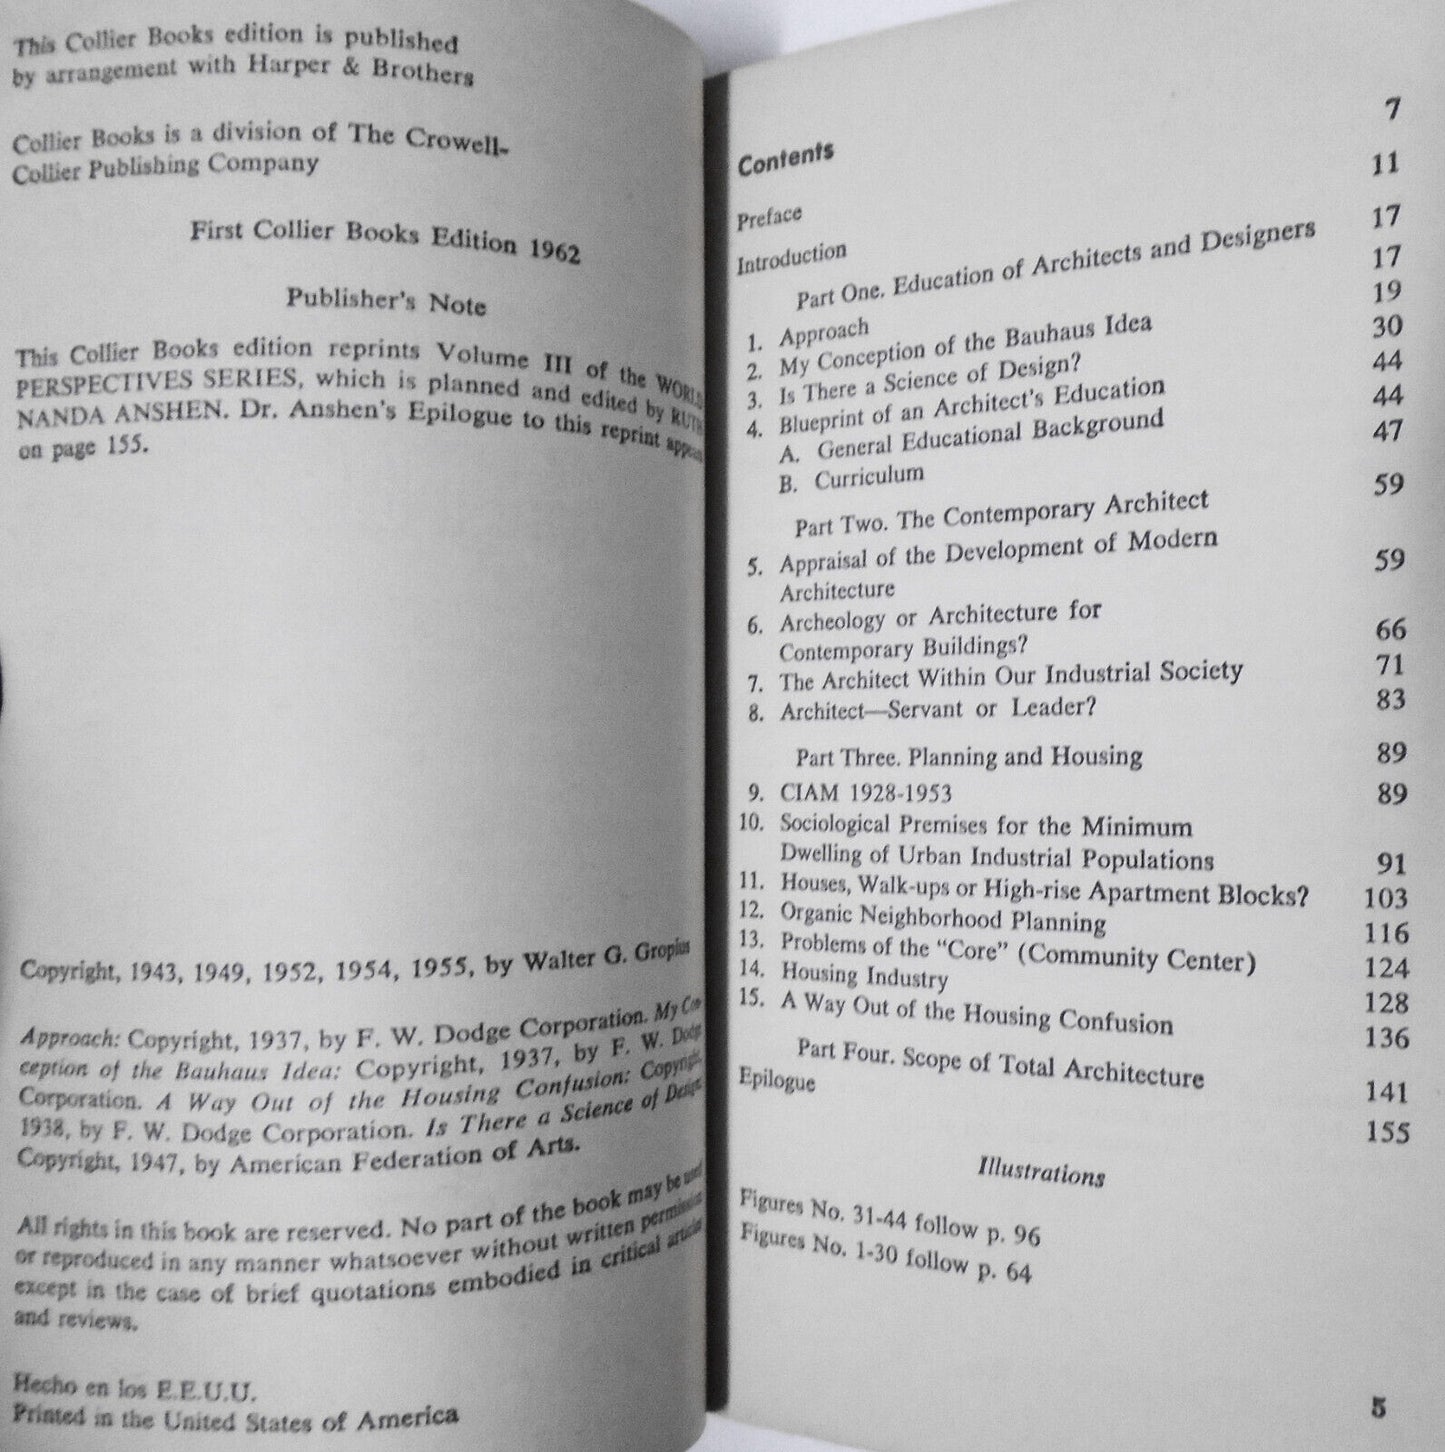 This Collier Books edition is published
by arrangement with Harper & Brothers
Collier Books is a division of The Crowell-
Collier Publishing Company
First Collier Books Edition 1962
Publisher's Note
This Collier Books edition reprints Volume III of the WORLD
PERSPECTIVES SERIES, which is planned and edited by RUTH
NANDA ANSHEN. Dr. Anshen's Epilogue to this reprint appears
on page 155.
Copyright, 1943, 1949, 1952, 1954, 1955, by Walter G. Gropius
Approach: Copyright, 1937, by F. W. Dodge Corporation. My Con-
ception of the Bauhaus Idea: Copyright, 1937, by F. W. Dodge
Corporation. A Way Out of the Housing Confusion: Copyright,
1938, by F. W. Dodge Corporation. Is There a Science of Design:
Copyright, 1947, by American Federation of Arts.
All rights in this book are reserved. No part of the book may be used
or reproduced in any manner whatsoever without written permission
except in the case of brief quotations embodied in critical articles
and reviews.
Hecho en los E.E.U.U.
Printed in the United States of America
Contents
Preface 7
Introduction 11
Part One. Education of Architects and Designers 17
1. Approach 17
2. My Conception of the Bauhaus Idea 19
3. Is There a Science of Design? 30
4. Blueprint of an Architect's Education 44
A. General Educational Background 44
B. Curriculum 47
Part Two. The Contemporary Architect 59
5. Appraisal of the Development of Modern
Architecture 59
6. Archeology or Architecture for
Contemporary Buildings? 66
7. The Architect Within Our Industrial Society 71
8. Architect—Servant or Leader? 83
Part Three. Planning and Housing 89
9. CIAM 1928-1953 89
10. Sociological Premises for the Minimum
Dwelling of Urban Industrial Populations 91
11. Houses, Walk-ups or High-rise Apartment Blocks? 103
12. Organic Neighborhood Planning 116
13. Problems of the "Core" (Community Center) 124
14. Housing Industry 128
15. A Way Out of the Housing Confusion 136
Part Four. Scope of Total Architecture 141
Epilogue 155
Illustrations
Figures No. 31-44 follow p. 96
Figures No. 1-30 follow p. 64
5